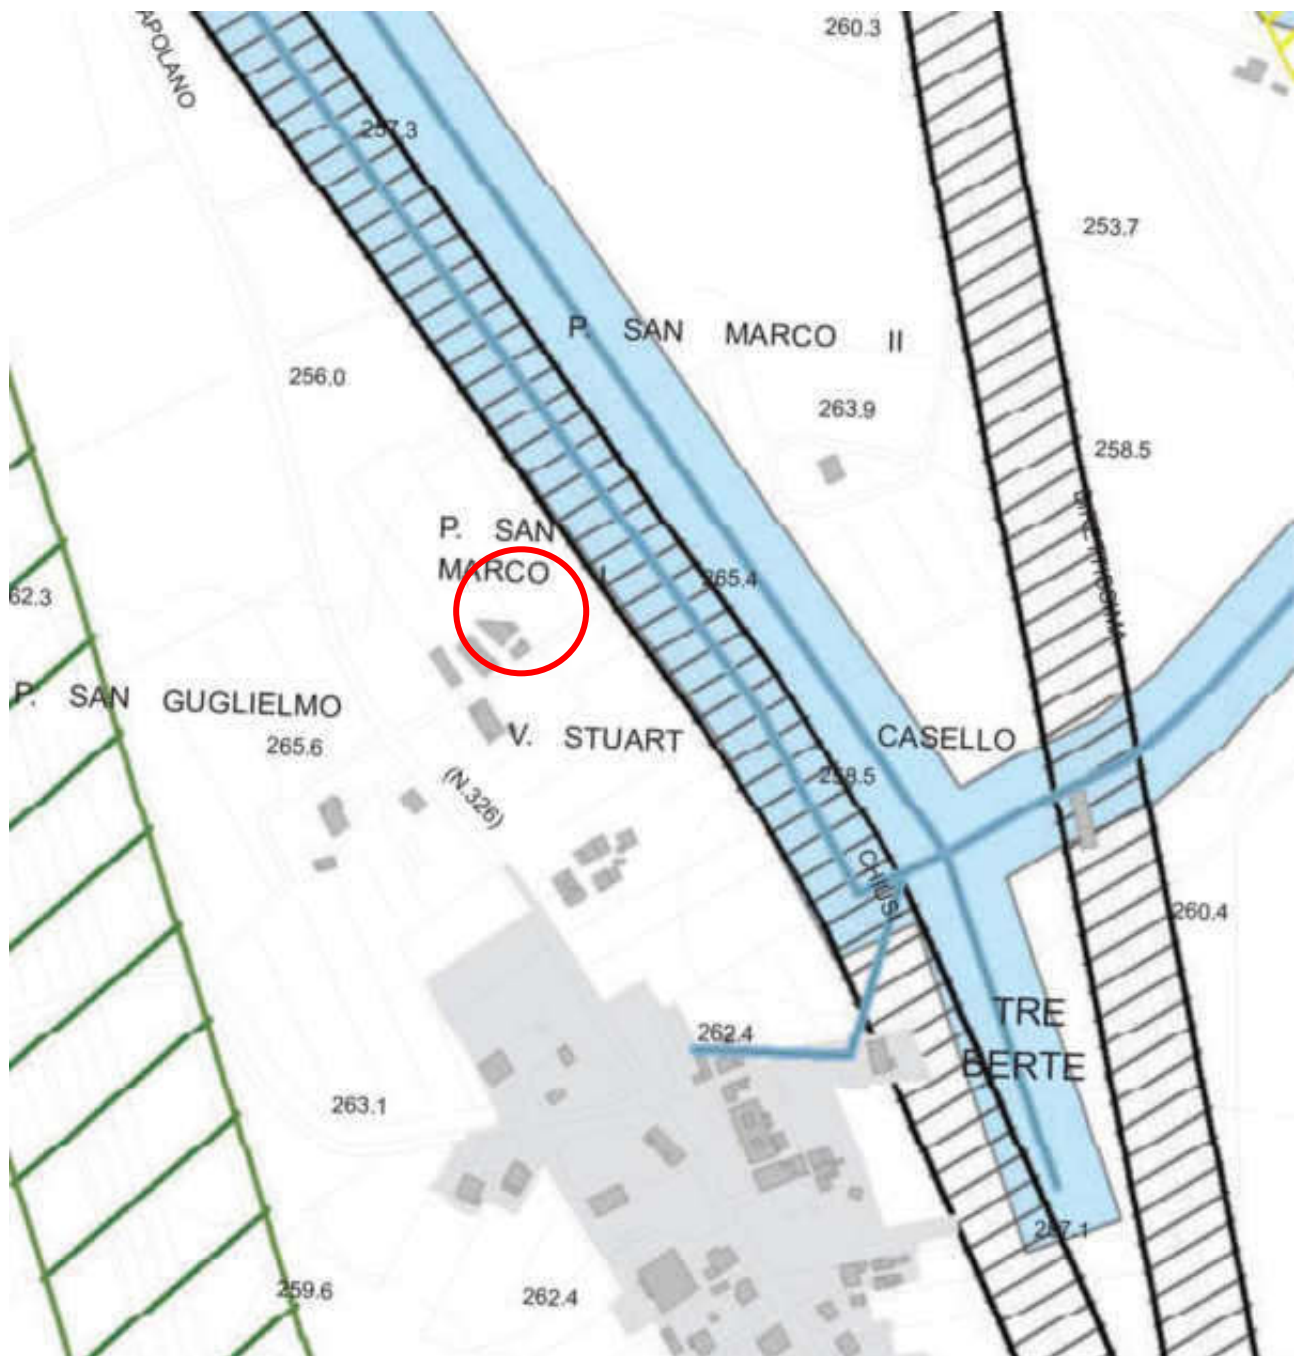 260.3
APOLANO
257.3
253.7
P. SAN MARCO II
256.0
263.9
258.5
P. SAN
MARCO I
265.4
62.3
P. SAN GUGLIELMO
265.6
V. STUART
CASELLO
258.5
(N.326)
CHIUSI
260.4
TRE
BERTE
262.4
263.1
267.1
259.6
262.4